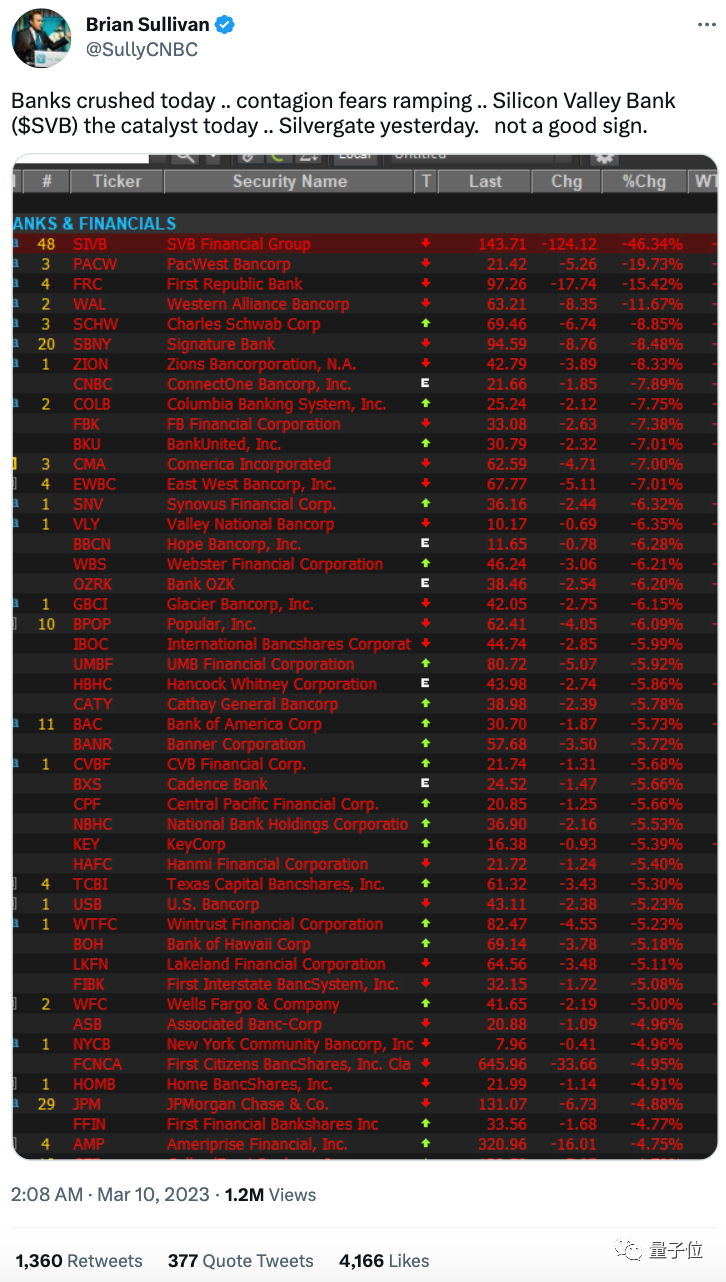 Brian Sullivan
@SullyCNBC
Banks crushed today .. contagion fears ramping .. Silicon Valley Bank
($SVB) the catalyst today .. Silvergate yesterday. not a good sign.
Local Untitled
# Ticker Security Name T Last Chg %Chg WT
ANKS & FINANCIALS
a 48 SIVB SVB Financial Group 143.71 -124.12 -46.34%
a 3 PACW PacWest Bancorp 21.42 -5.26 -19.73%
a 4 FRC First Republic Bank 97.26 -17.74 -15.42%
a 2 WAL Western Alliance Bancorp 63.21 -8.35 -11.67%
a 3 SCHW Charles Schwab Corp 69.46 -6.74 -8.85%
a 20 SBNY Signature Bank 94.59 -8.76 -8.48%
a 1 ZION Zions Bancorporation, N.A. 42.79 -3.89 -8.33%
CNBC ConnectOne Bancorp, Inc. E 21.66 -1.85 -7.89%
a 2 COLB Columbia Banking System, Inc. 25.24 -2.12 -7.75%
FBK FB Financial Corporation 33.08 -2.63 -7.38%
BKU BankUnited, Inc. 30.79 -2.32 -7.01%
3 CMA Comerica Incorporated 62.59 -4.71 -7.00%
4 EWBC East West Bancorp, Inc. 67.77 -5.11 -7.01%
a 1 SNV Synovus Financial Corp. 36.16 -2.44 -6.32%
a 1 VLY Valley National Bancorp 10.17 -0.69 -6.35%
BBCN Hope Bancorp, Inc. E 11.65 -0.78 -6.28%
WBS Webster Financial Corporation 46.24 -3.06 -6.21%
OZRK Bank OZK E 38.46 -2.54 -6.20%
a 1 GBCI Glacier Bancorp, Inc. 42.05 -2.75 -6.15%
10 BPOP Popular, Inc. 62.41 -4.05 -6.09%
IBOC International Bancshares Corporat 44.74 -2.85 -5.99%
UMBF UMB Financial Corporation 80.72 -5.07 -5.92%
HBHC Hancock Whitney Corporation E 43.98 -2.74 -5.86%
CATY Cathay General Bancorp 38.98 -2.39 -5.78%
a 11 BAC Bank of America Corp 30.70 -1.87 -5.73%
BANR Banner Corporation 57.68 -3.50 -5.72%
a 1 CVBF CVB Financial Corp. 21.74 -1.31 -5.68%
BXS Cadence Bank E 24.52 -1.47 -5.66%
CPF Central Pacific Financial Corp. 20.85 -1.25 -5.66%
NBHC National Bank Holdings Corporatio 36.90 -2.16 -5.53%
KEY KeyCorp 16.38 -0.93 -5.39%
HAFC Hanmi Financial Corporation 21.72 -1.24 -5.40%
4 TCBI Texas Capital Bancshares, Inc. 61.32 -3.43 -5.30%
1 USB U.S. Bancorp 43.11 -2.38 -5.23%
a 1 WTFC Wintrust Financial Corporation 82.47 -4.55 -5.23%
BOH Bank of Hawaii Corp 69.14 -3.78 -5.18%
LKFN Lakeland Financial Corporation 64.56 -3.48 -5.11%
FIBK First Interstate BancSystem, Inc. 32.15 -1.72 -5.08%
2 WFC Wells Fargo & Company 41.65 -2.19 -5.00%
ASB Associated Banc-Corp 20.88 -1.09 -4.96%
a 1 NYCB New York Community Bancorp, Inc 7.96 -0.41 -4.96%
FCNCA First Citizens BancShares, Inc. Cla 645.96 -33.66 -4.95%
1 HOMB Home BancShares, Inc. 21.99 -1.14 -4.91%
a 29 JPM JPMorgan Chase & Co. 131.07 -6.73 -4.88%
FFIN First Financial Bankshares Inc 33.56 -1.68 -4.77%
4 AMP Ameriprise Financial, Inc. 320.96 -16.01 -4.75%
2:08 AM · Mar 10, 2023 · 1.2M Views
1,360 Retweets 377 Quote Tweets 4,166 Likes
量子位